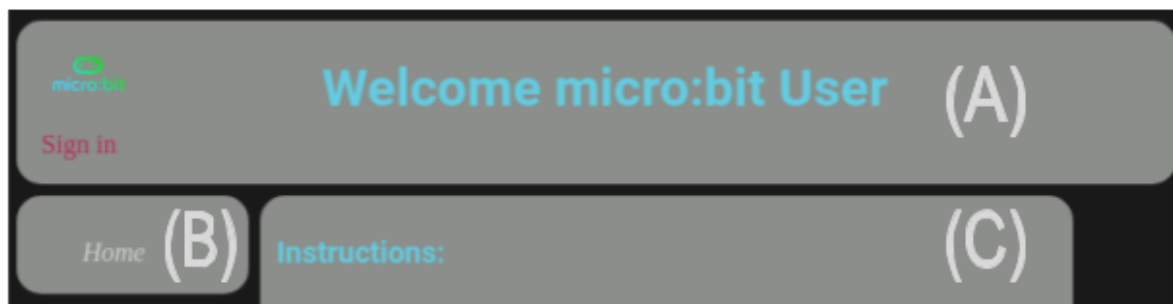 micro:bit
Welcome micro:bit User
(A)
Sign in
Home
(B)
Instructions:
(C)